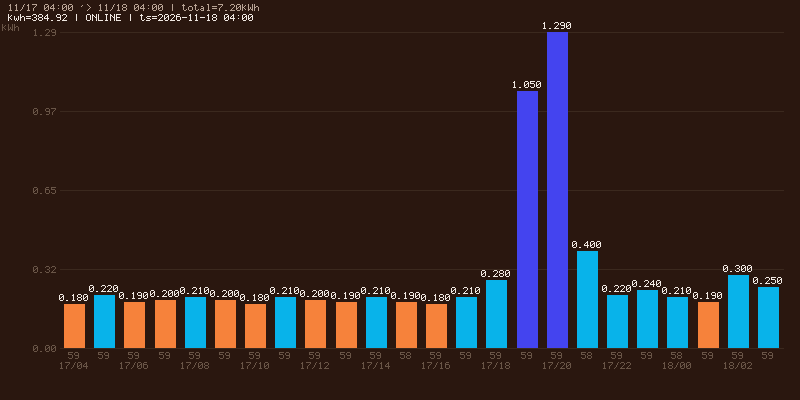 11/17 04:00 -> 11/18 04:00 | total=7.20kWh
Kwh=384.92 | ONLINE | ts=2026-11-18 04:00
kWh
1.29
0.97
0.65
0.32
0.00
0.180 0.220 0.190 0.200 0.210 0.200 0.180 0.210 0.200 0.190 0.210 0.190 0.180 0.210 0.280 1.050 1.290 0.400 0.220 0.240 0.210 0.190 0.300 0.250
59 59 59 59 59 59 59 59 59 59 59 58 59 59 59 59 59 58 59 59 58 59 59 59
17/04 17/06 17/08 17/10 17/12 17/14 17/16 17/18 17/20 17/22 18/00 18/02